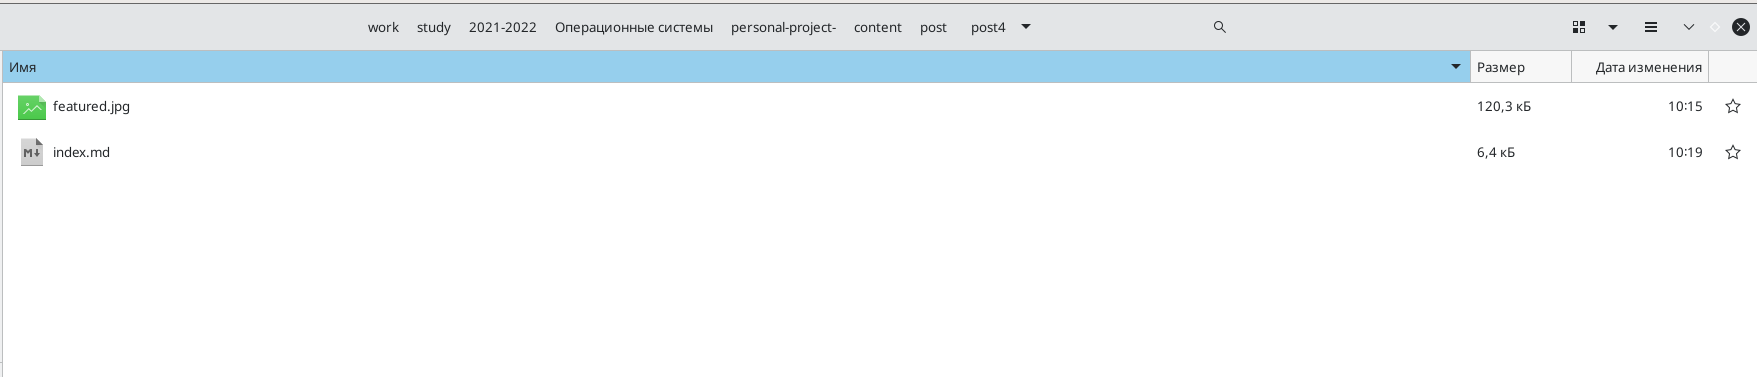 work study 2021-2022 Операционные системы personal-project- content post post4
Имя Размер Дата изменения
featured.jpg 120,3 кБ 10:15
index.md 6,4 кБ 10:19